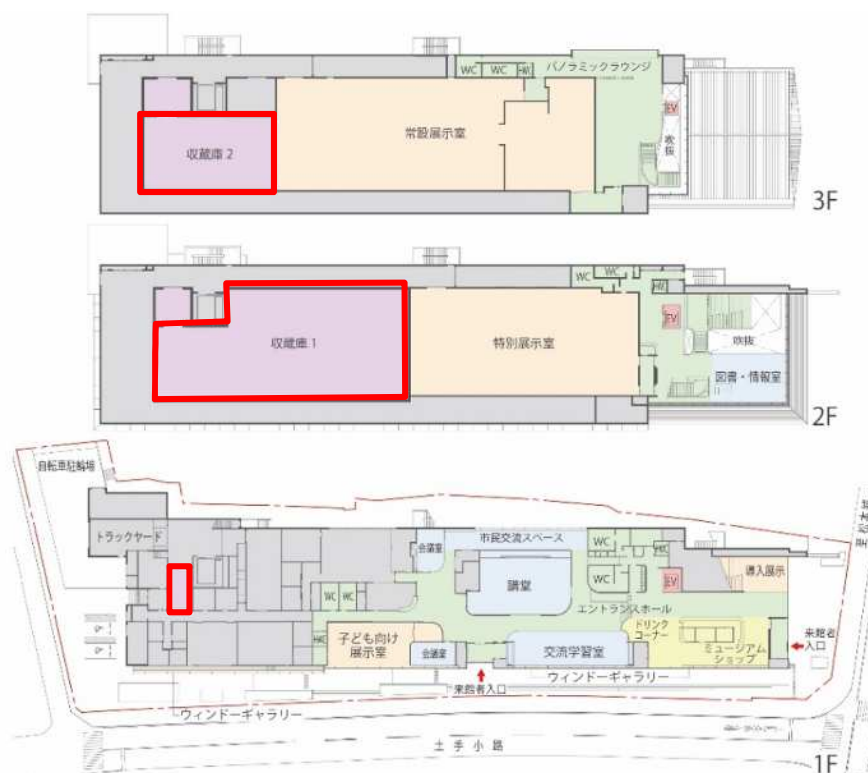 WC
WC
WC
パノラミックラウンジ
EV
吹抜
常設展示室
収蔵庫 2
3F
WC
WC
WC
EV
吹抜
収蔵庫 1
特別展示室
図書・情報室
2F
自転車駐輪場
トラックヤード
会議室
市民交流スペース
WC
WC
WC
EV
導入展示
講堂
WC
WC
エントランスホール
ドリンク
コーナー
WC
子ども向け
展示室
会議室
交流学習室
ミュージアム
ショップ
来館者
入口
来館者入口
ウィンドーギャラリー
ウィンドーギャラリー
土手小路
1F